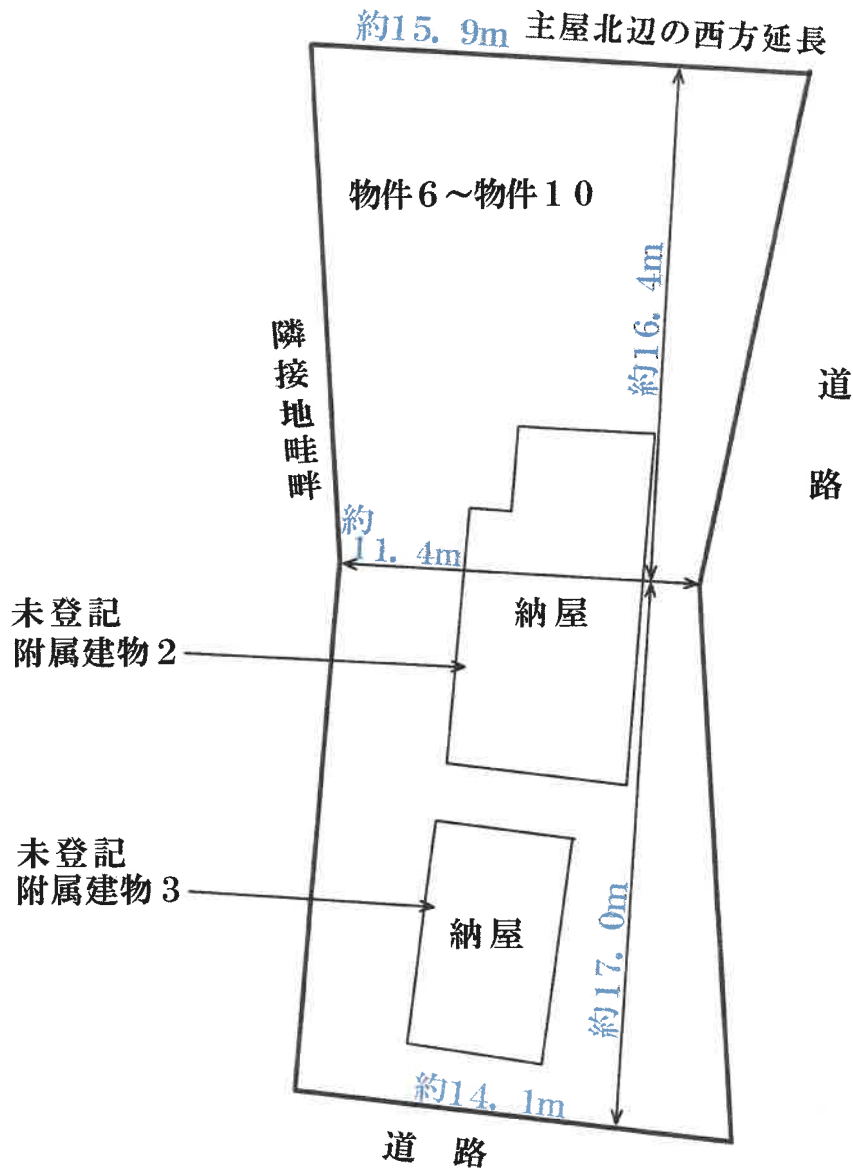 約15. 9m 主屋北辺の西方延長
物件6～物件10
約16. 4m
隣接地畦畔
道路
約
11. 4m
納屋
未登記
附属建物2
未登記
附属建物3
納屋
約17. 0m
約14. 1m
道路